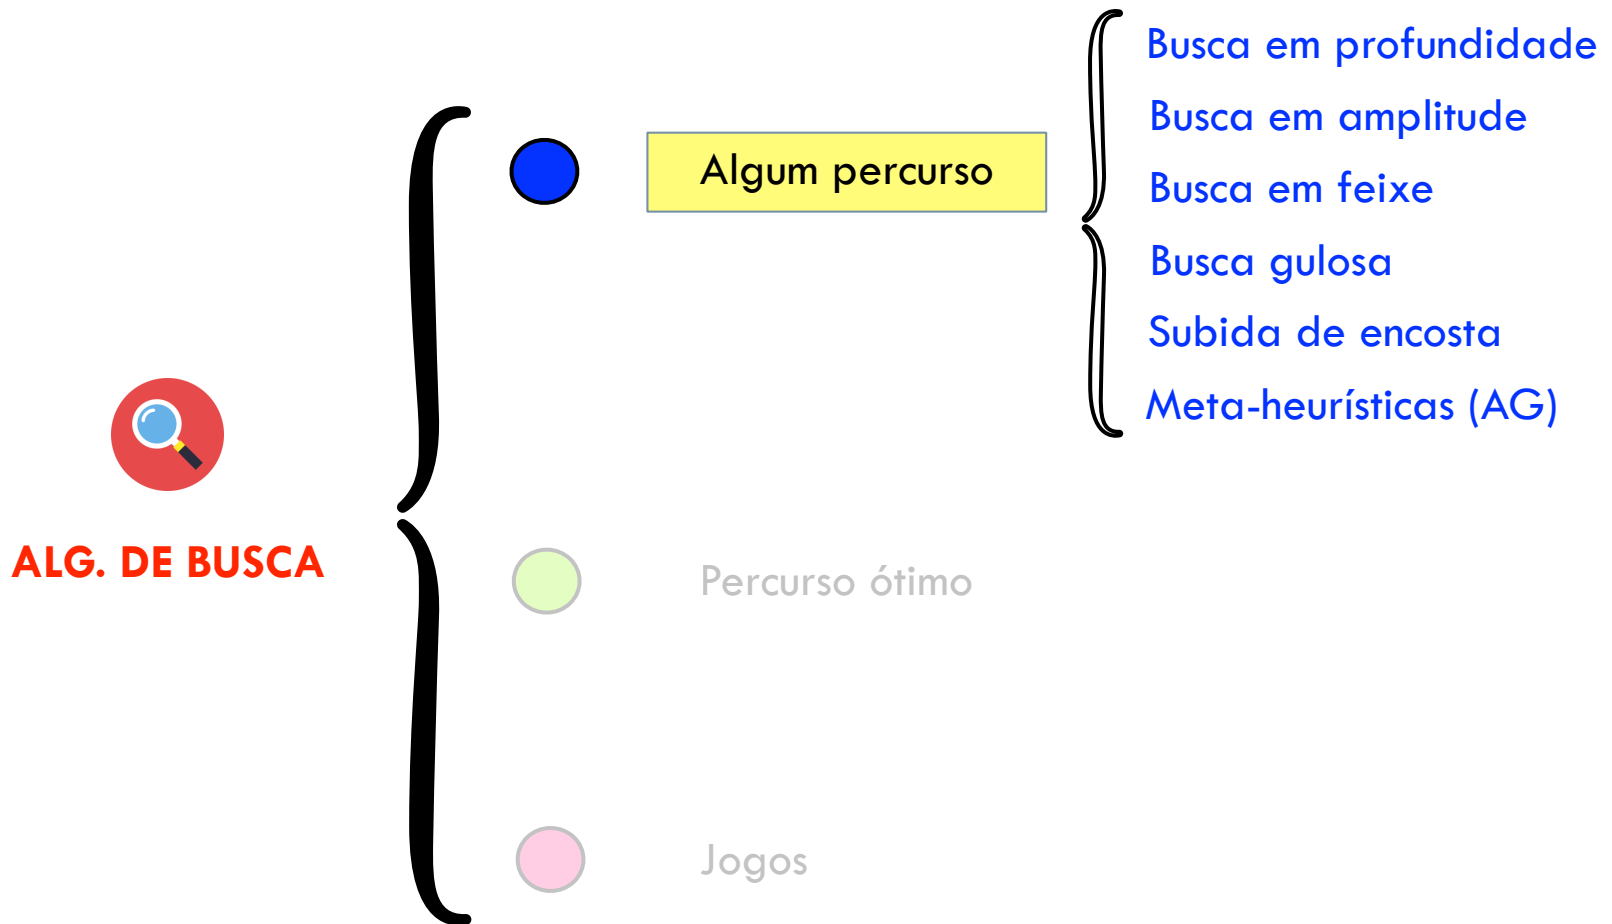 ALG. DE BUSCA
Algum percurso
Busca em profundidade
Busca em amplitude
Busca em feixe
Busca gulosa
Subida de encosta
Meta-heurísticas (AG)
Percurso ótimo
Jogos